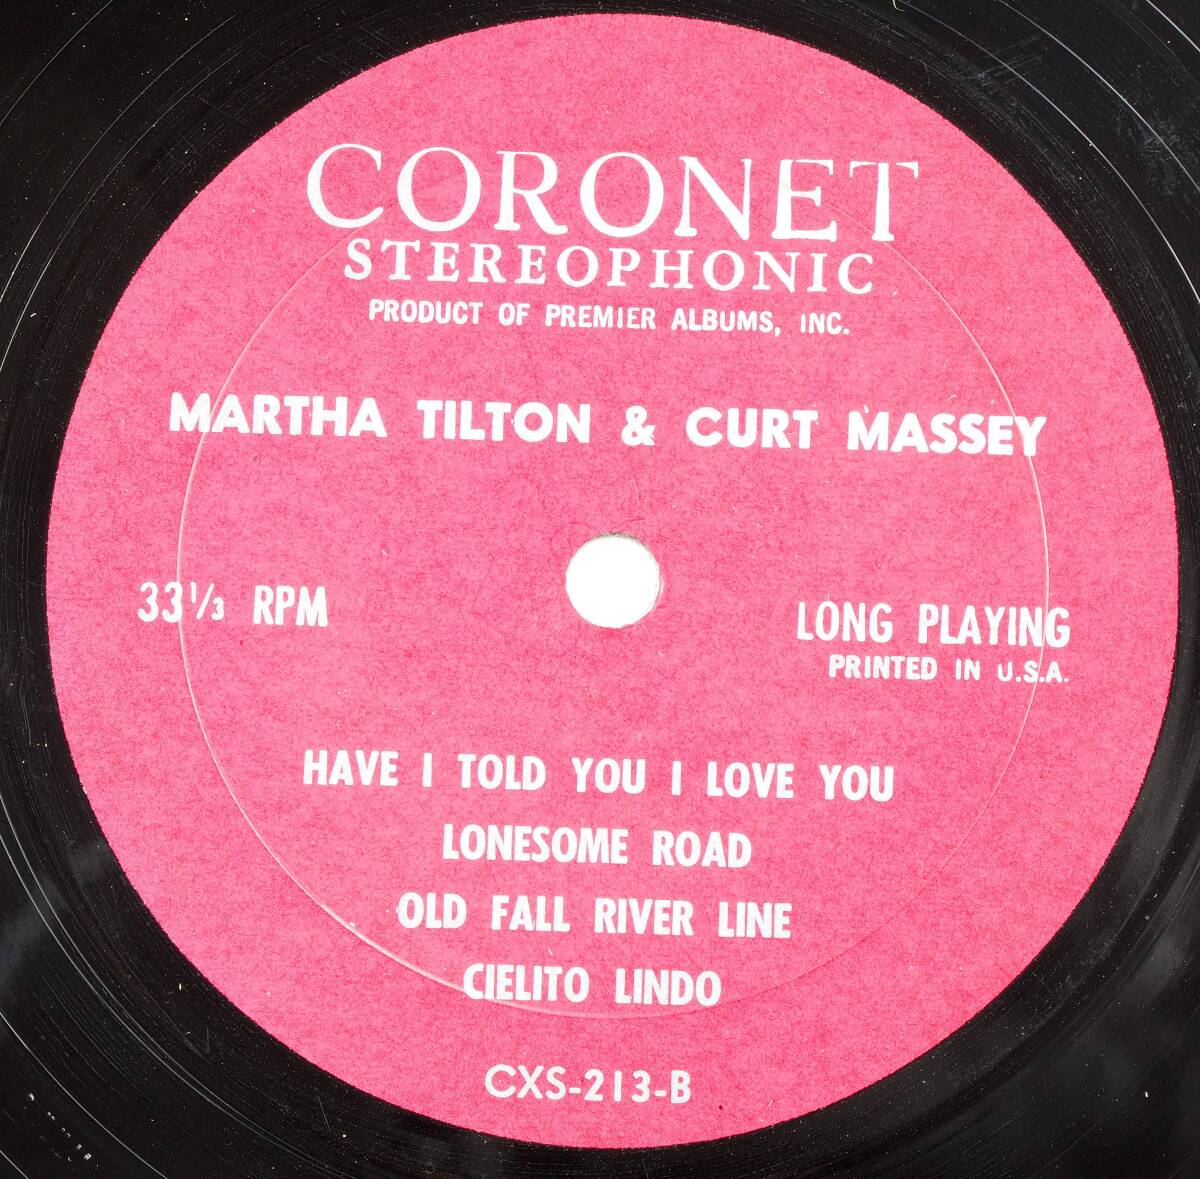 CORONET
STEREOPHONIC
PRODUCT OF PREMIER ALBUMS, INC.
MARTHA TILTON & CURT MASSEY
33⅓ RPM
LONG PLAYING
PRINTED IN U.S.A.
HAVE I TOLD YOU I LOVE YOU
LONESOME ROAD
OLD FALL RIVER LINE
CIELITO LINDO
CXS-213-B